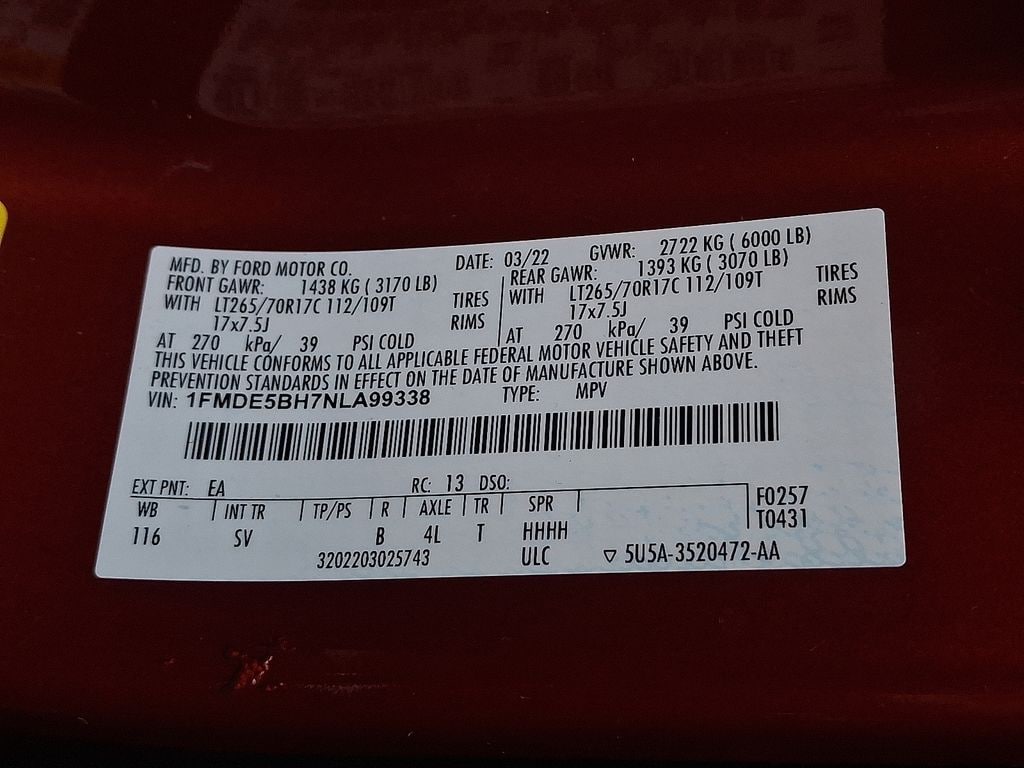 MFD. BY FORD MOTOR CO. DATE: 03/22 GVWR: 2722 KG ( 6000 LB)
FRONT GAWR: 1438 KG ( 3170 LB) REAR GAWR: 1393 KG ( 3070 LB)
WITH LT265/70R17C 112/109T TIRES WITH LT265/70R17C 112/109T TIRES
17x7.5J RIMS 17x7.5J RIMS
AT 270 kPa/ 39 PSI COLD AT 270 kPa/ 39 PSI COLD
THIS VEHICLE CONFORMS TO ALL APPLICABLE FEDERAL MOTOR VEHICLE SAFETY AND THEFT
PREVENTION STANDARDS IN EFFECT ON THE DATE OF MANUFACTURE SHOWN ABOVE.
VIN: 1FMDE5BH7NLA99338 TYPE: MPV
EXT PNT: EA RC: 13 DSO:
WB INT TR TP/PS R AXLE TR SPR F0257
T0431
116 SV B 4L T HHHH
3202203025743 ULC ▽ 5U5A-3520472-AA